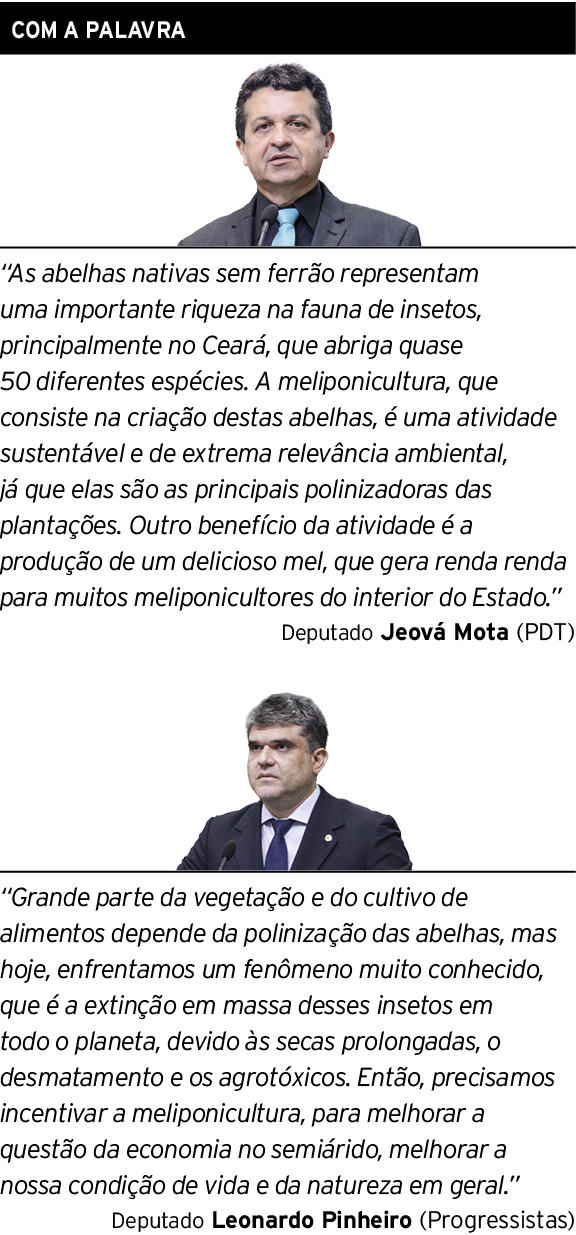 COM A PALAVRA
“As abelhas nativas sem ferrão representam
uma importante riqueza na fauna de insetos,
principalmente no Ceará, que abriga quase
50 diferentes espécies. A meliponicultura, que
consiste na criação destas abelhas, é uma atividade
sustentável e de extrema relevância ambiental,
já que elas são as principais polinizadoras das
plantações. Outro benefício da atividade é a
produção de um delicioso mel, que gera renda renda
para muitos meliponicultores do interior do Estado.”
Deputado Jeová Mota (PDT)
“Grande parte da vegetação e do cultivo de
alimentos depende da polinização das abelhas, mas
hoje, enfrentamos um fenômeno muito conhecido,
que é a extinção em massa desses insetos em
todo o planeta, devido às secas prolongadas, o
desmatamento e os agrotóxicos. Então, precisamos
incentivar a meliponicultura, para melhorar a
questão da economia no semiárido, melhorar a
nossa condição de vida e da natureza em geral.”
Deputado Leonardo Pinheiro (Progressistas)